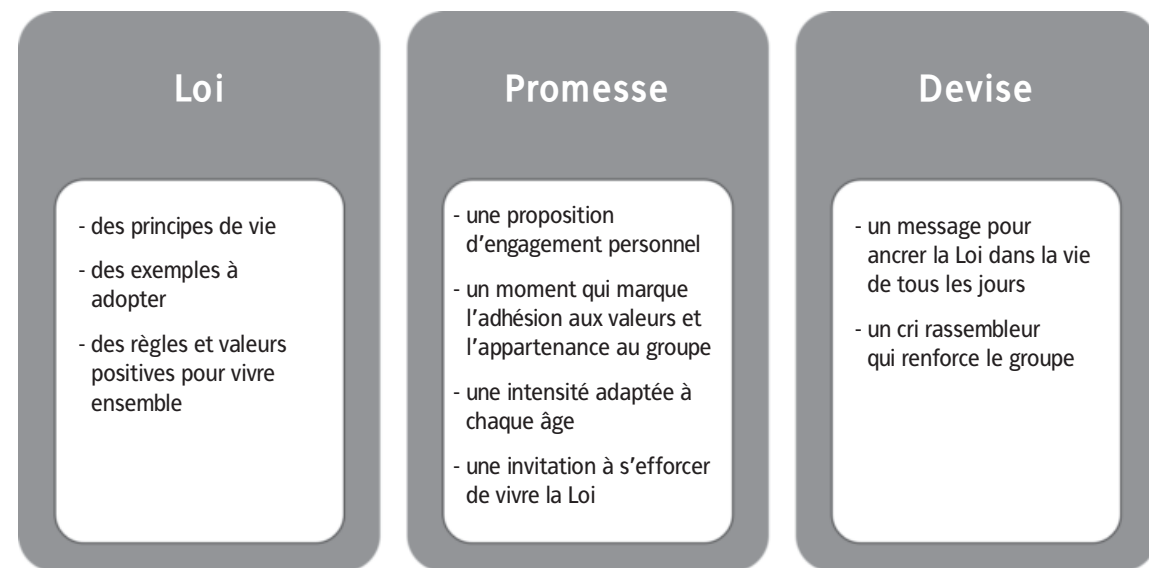 Loi
- des principes de vie
- des exemples à
adopter
- des règles et valeurs
positives pour vivre
ensemble
Promesse
- une proposition
d'engagement personnel
- un moment qui marque
l'adhésion aux valeurs et
l'appartenance au groupe
- une intensité adaptée à
chaque âge
- une invitation à s'efforcer
de vivre la Loi
Devise
- un message pour
ancrer la Loi dans la vie
de tous les jours
- un cri rassembleur
qui renforce le groupe